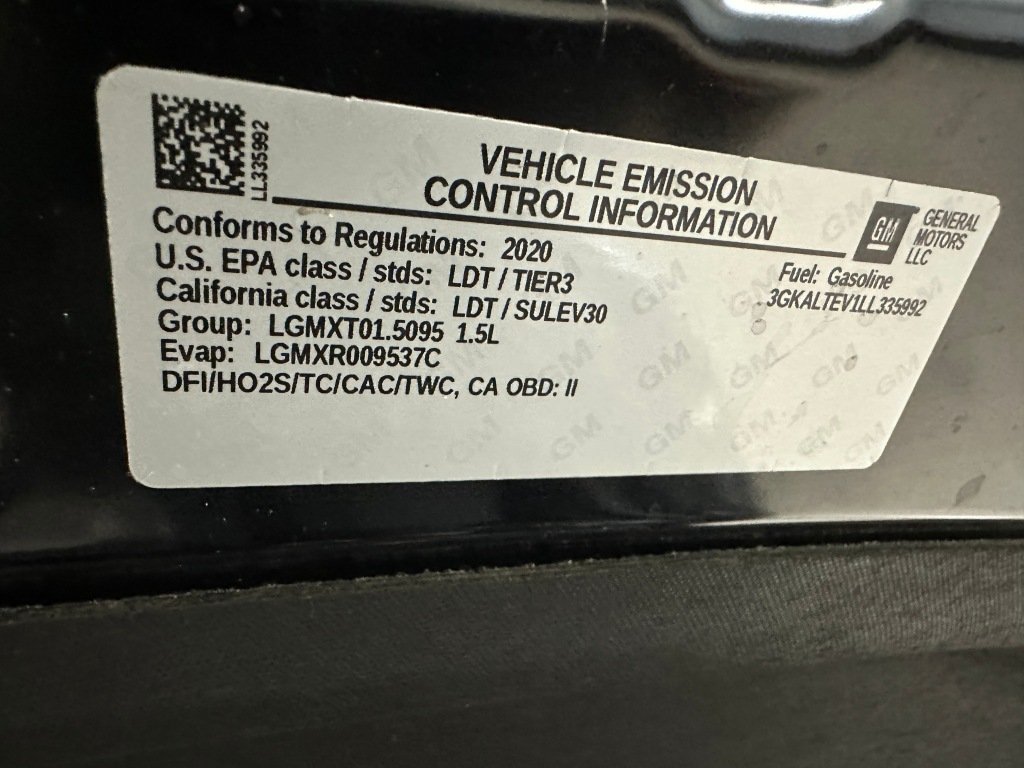 LL335992
VEHICLE EMISSION
CONTROL INFORMATION
GM
GENERAL
MOTORS
LLC
Conforms to Regulations: 2020
U.S. EPA class / stds: LDT / TIER3
California class / stds: LDT / SULEV30
Group: LGMXT01.5095 1.5L
Evap: LGMXR009537C
DFI/HO2S/TC/CAC/TWC, CA OBD: II
Fuel: Gasoline
3GKALTEV1LL335992